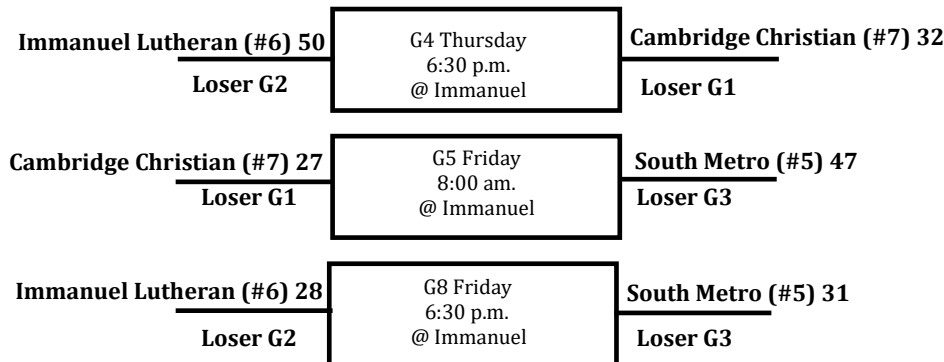 Immanuel Lutheran (#6) 50
Loser G2
G4 Thursday
6:30 p.m.
@ Immanuel
Cambridge Christian (#7) 32
Loser G1
Cambridge Christian (#7) 27
Loser G1
G5 Friday
8:00 am.
@ Immanuel
South Metro (#5) 47
Loser G3
Immanuel Lutheran (#6) 28
Loser G2
G8 Friday
6:30 p.m.
@ Immanuel
South Metro (#5) 31
Loser G3